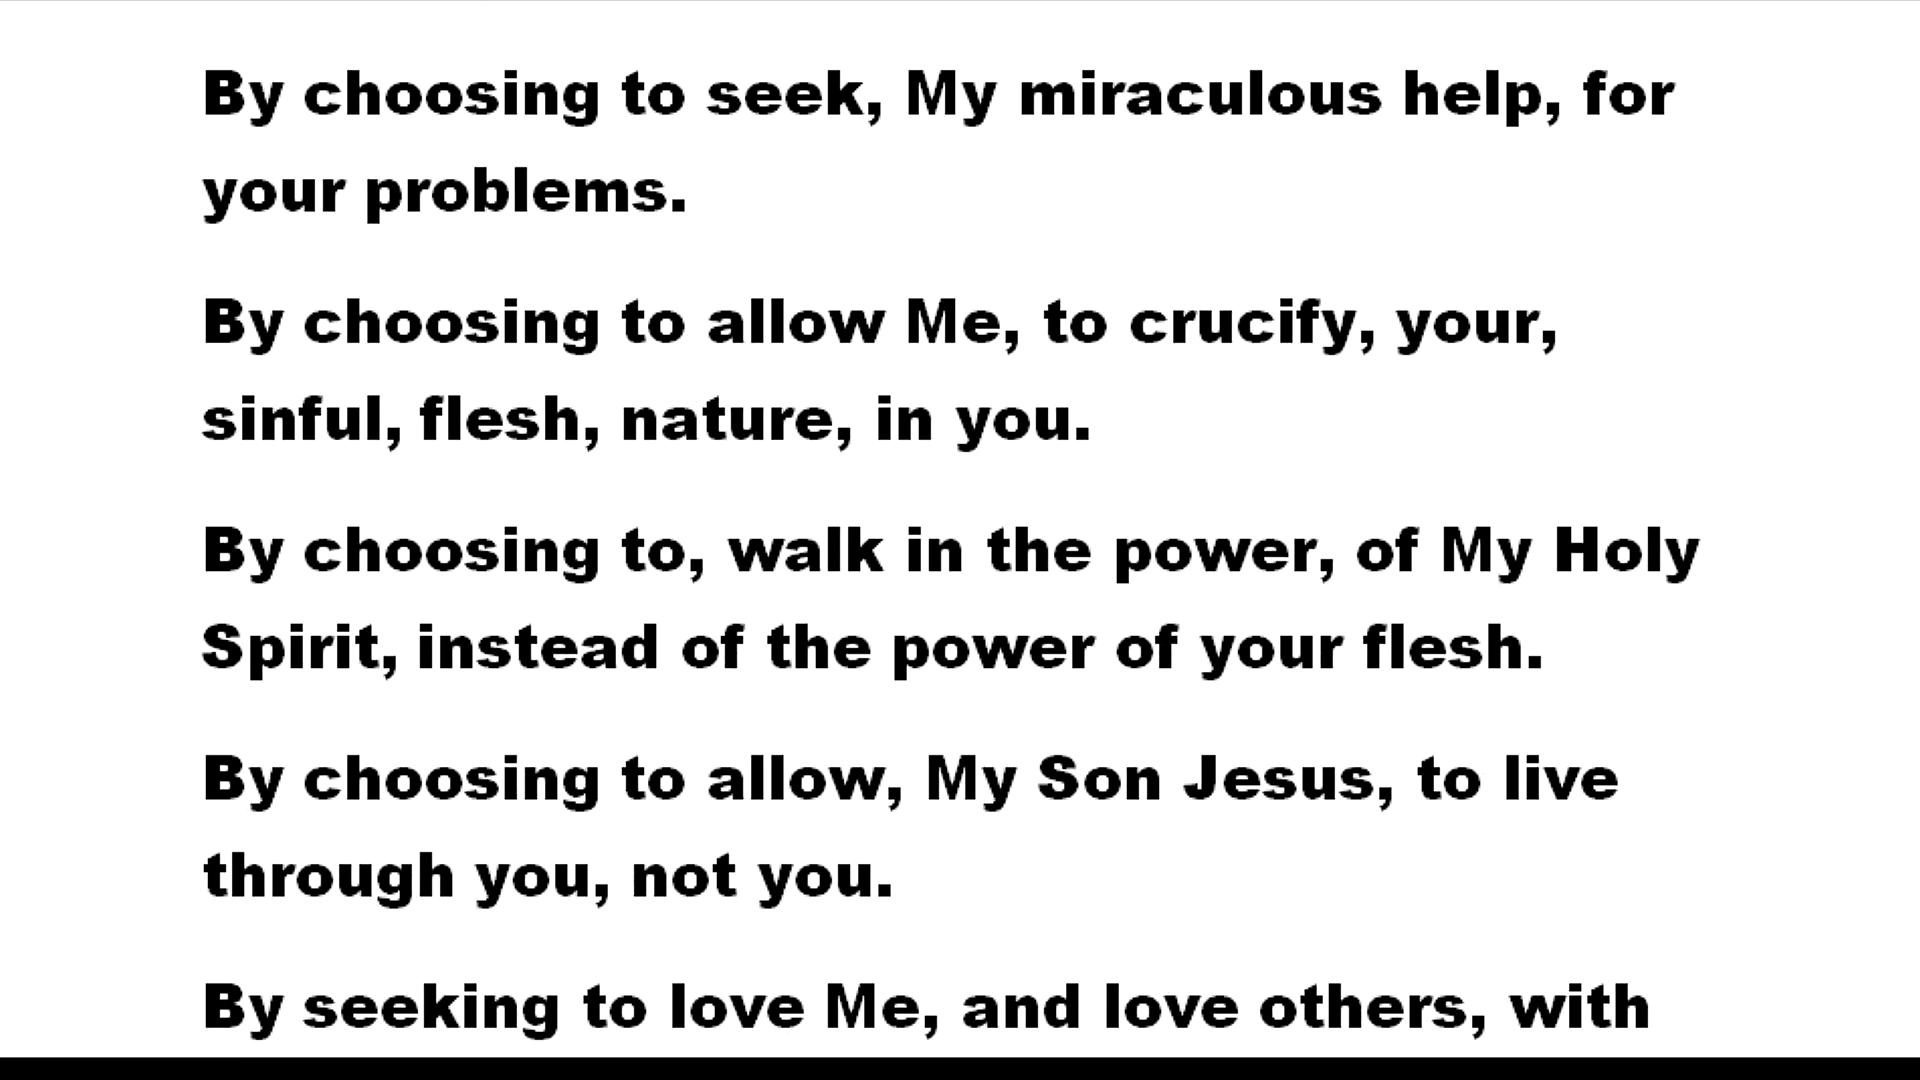 By choosing to seek, My miraculous help, for
your problems.
By choosing to allow Me, to crucify, your,
sinful, flesh, nature, in you.
By choosing to, walk in the power, of My Holy
Spirit, instead of the power of your flesh.
By choosing to allow, My Son Jesus, to live
through you, not you.
By seeking to love Me, and love others, with